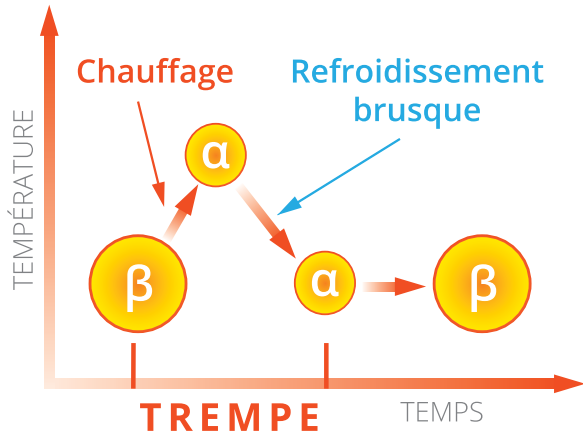 Chauffage
Refroidissement
brusque
TEMPÉRATURE
α
β
α
β
TREMPE
TEMPS